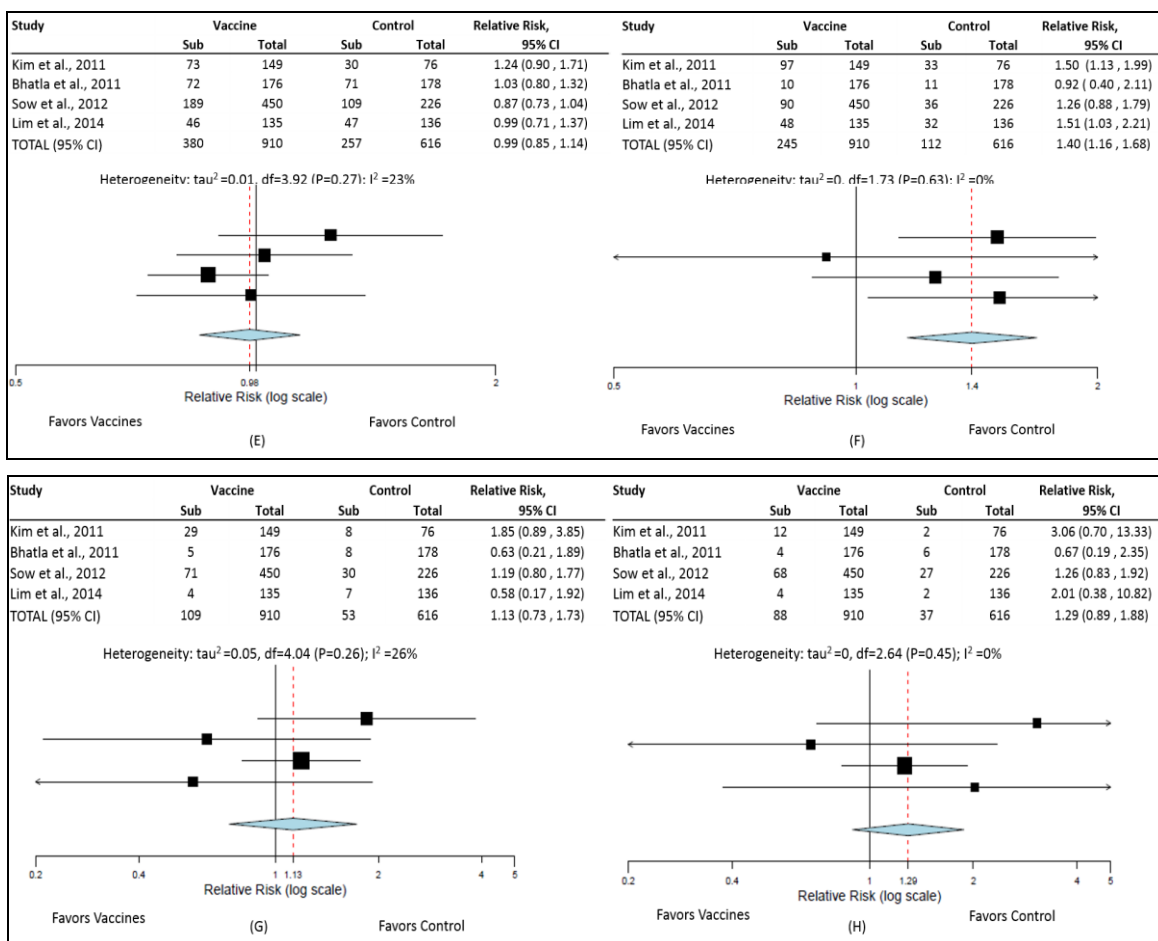 Study Vaccine Control Relative Risk,
Sub Total Sub Total 95% CI
Kim et al., 2011 73 149 30 76 1.24 (0.90 , 1.71)
Bhatla et al., 2011 72 176 71 178 1.03 (0.80 , 1.32)
Sow et al., 2012 189 450 109 226 0.87 (0.73 , 1.04)
Lim et al., 2014 46 135 47 136 0.99 (0.71 , 1.37)
TOTAL (95% CI) 380 910 257 616 0.99 (0.85 , 1.14)
Heterogeneity: tau²=0.01, df=3.92 (P=0.27); I²=23%
0.5 0.98 2
Relative Risk (log scale)
Favors Vaccines Favors Control
(E)
Study Vaccine Control Relative Risk,
Sub Total Sub Total 95% CI
Kim et al., 2011 97 149 33 76 1.50 (1.13 , 1.99)
Bhatla et al., 2011 10 176 11 178 0.92 (0.40 , 2.11)
Sow et al., 2012 90 450 36 226 1.26 (0.88 , 1.79)
Lim et al., 2014 48 135 32 136 1.51 (1.03 , 2.21)
TOTAL (95% CI) 245 910 112 616 1.40 (1.16 , 1.68)
Heterogeneity: tau²=0, df=1.73 (P=0.63); I²=0%
0.5 1 1.4 2
Relative Risk (log scale)
Favors Vaccines Favors Control
(F)
Study Vaccine Control Relative Risk,
Sub Total Sub Total 95% CI
Kim et al., 2011 29 149 8 76 1.85 (0.89 , 3.85)
Bhatla et al., 2011 5 176 8 178 0.63 (0.21 , 1.89)
Sow et al., 2012 71 450 30 226 1.19 (0.80 , 1.77)
Lim et al., 2014 4 135 7 136 0.58 (0.17 , 1.92)
TOTAL (95% CI) 109 910 53 616 1.13 (0.73 , 1.73)
Heterogeneity: tau²=0.05, df=4.04 (P=0.26); I²=26%
0.2 0.4 1 1.13 2 4 5
Relative Risk (log scale)
Favors Vaccines Favors Control
(G)
Study Vaccine Control Relative Risk,
Sub Total Sub Total 95% CI
Kim et al., 2011 12 149 2 76 3.06 (0.70 , 13.33)
Bhatla et al., 2011 4 176 6 178 0.67 (0.19 , 2.35)
Sow et al., 2012 68 450 27 226 1.26 (0.83 , 1.92)
Lim et al., 2014 4 135 2 136 2.01 (0.38 , 10.82)
TOTAL (95% CI) 88 910 37 616 1.29 (0.89 , 1.88)
Heterogeneity: tau²=0, df=2.64 (P=0.45); I²=0%
0.2 0.4 1 1.29 2 4 5
Relative Risk (log scale)
Favors Vaccines Favors Control
(H)